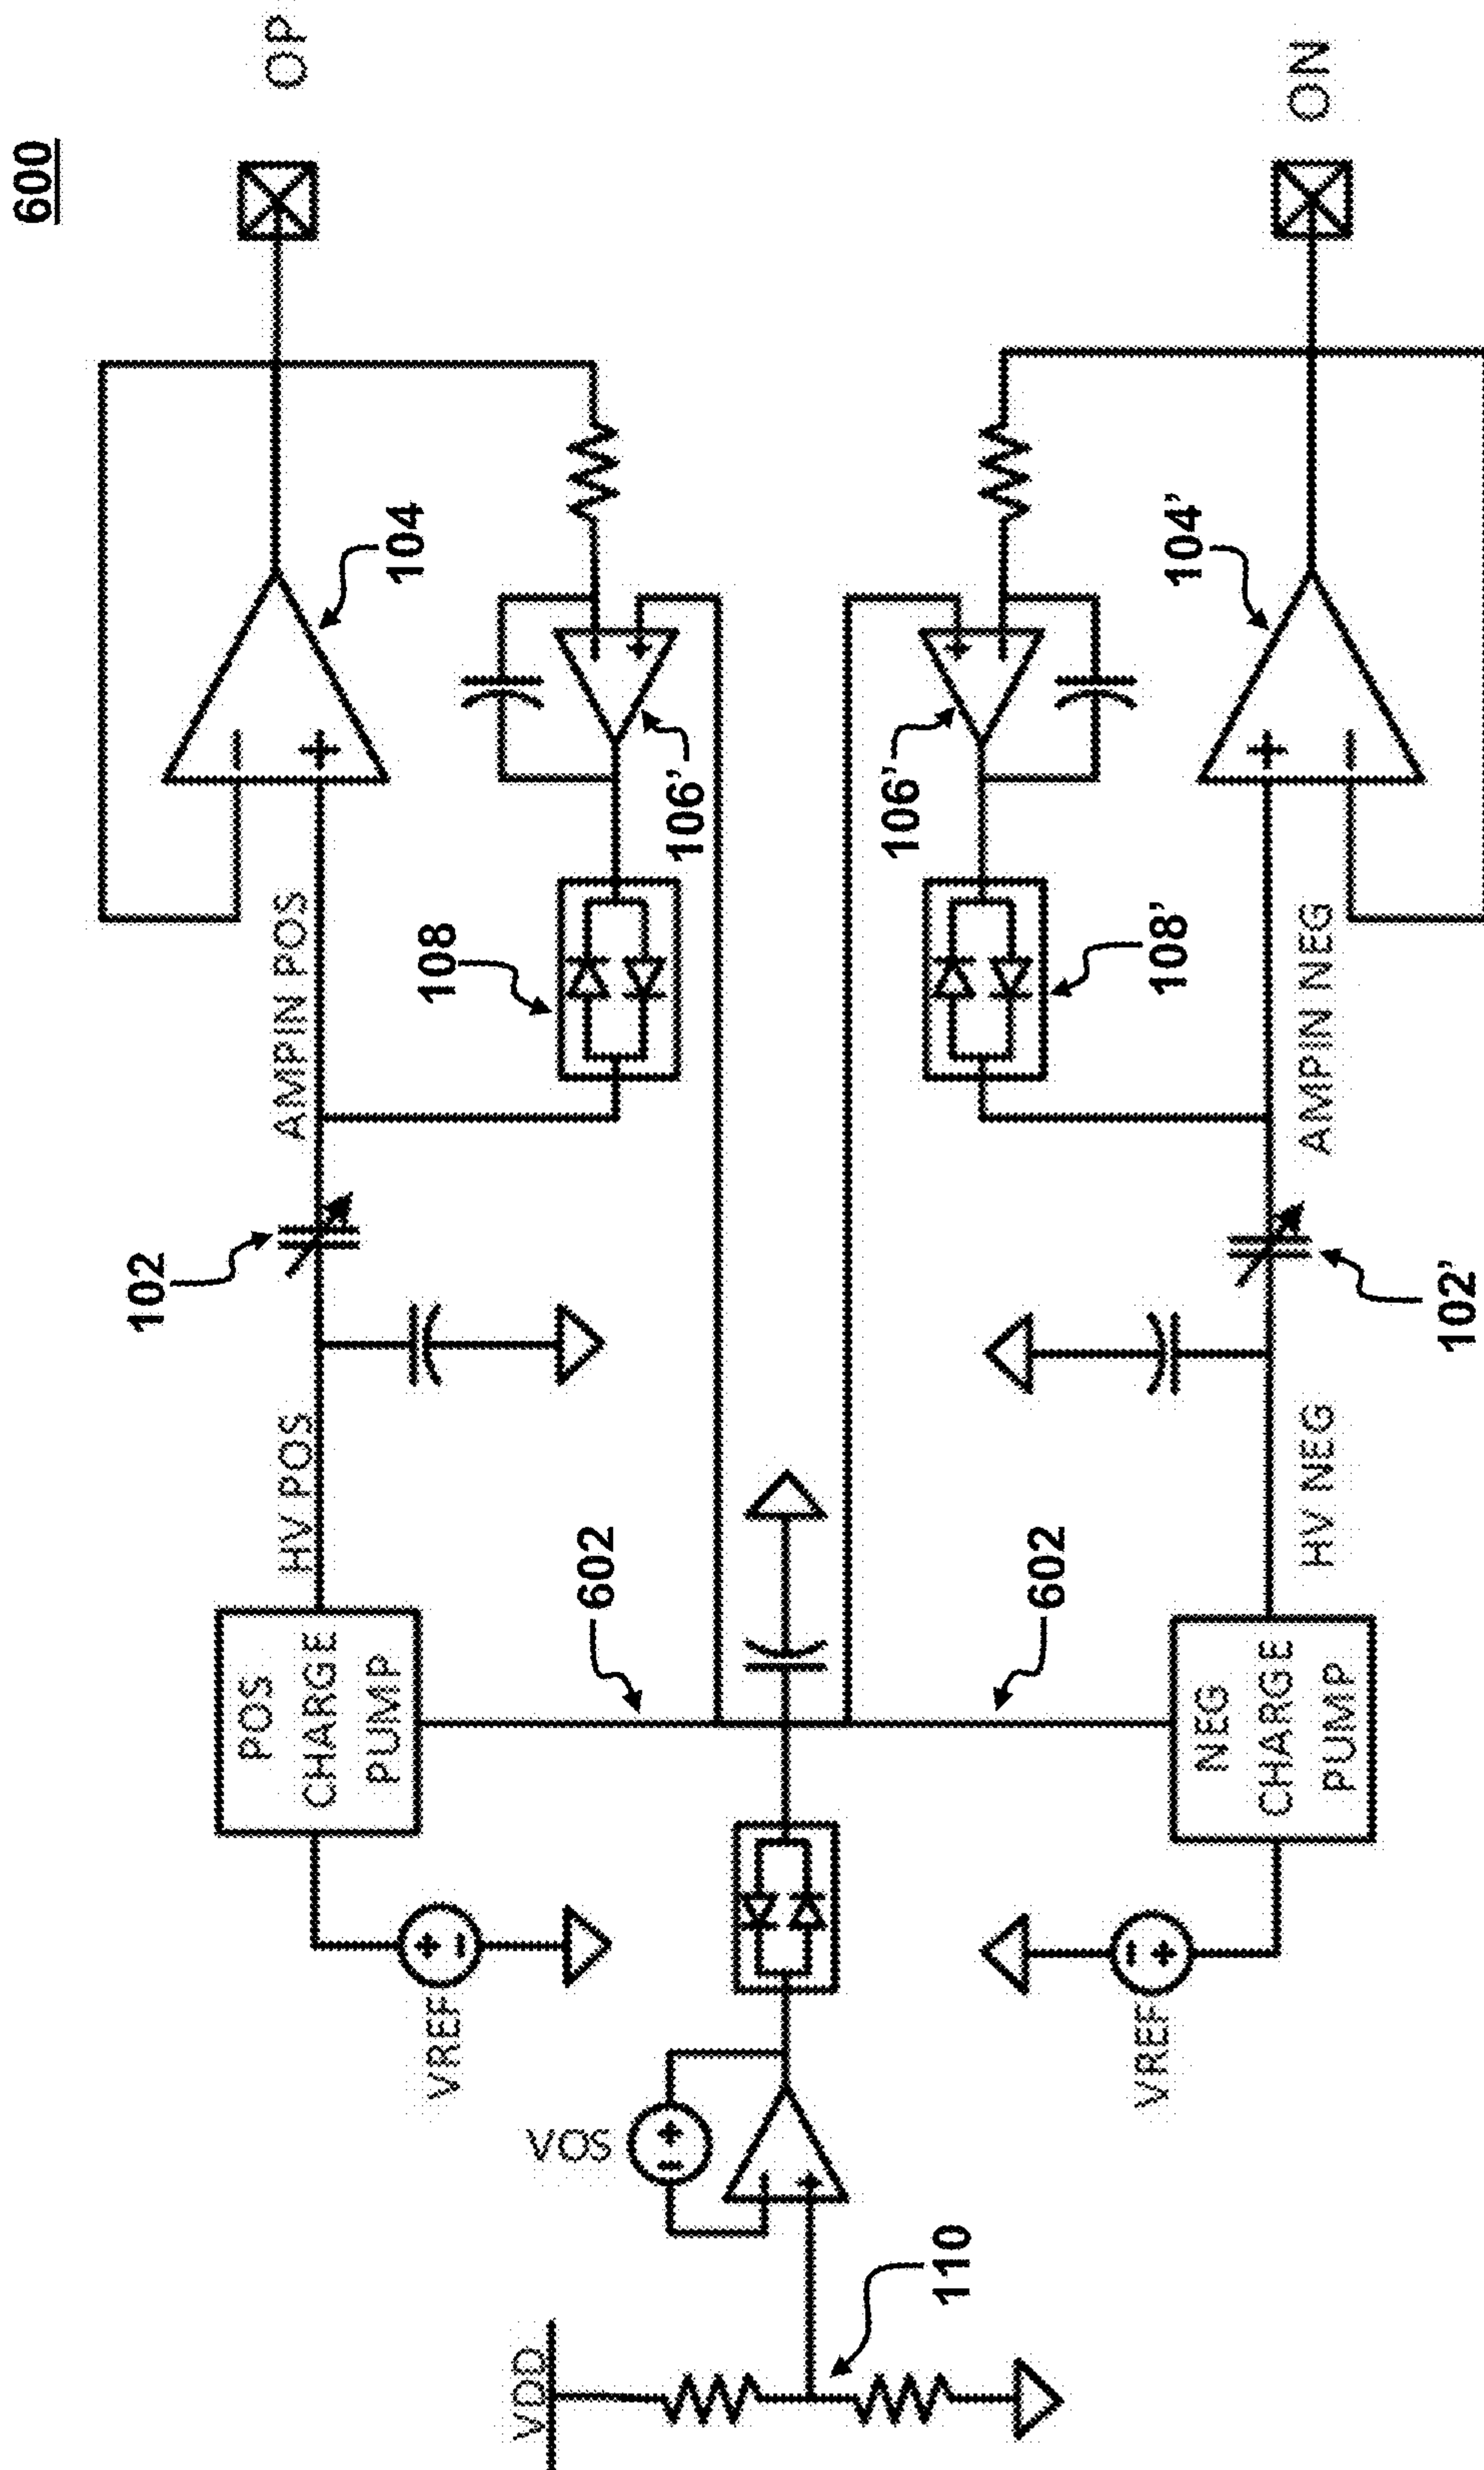 600
OP
ON
104
104'
106'
106'
108
108'
AMPIN POS
AMPIN NEG
102
102'
HV POS
HV NEG
602
602
POS
CHARGE
PUMP
NEG
CHARGE
PUMP
VREF
VREF
VOS
110
VDD